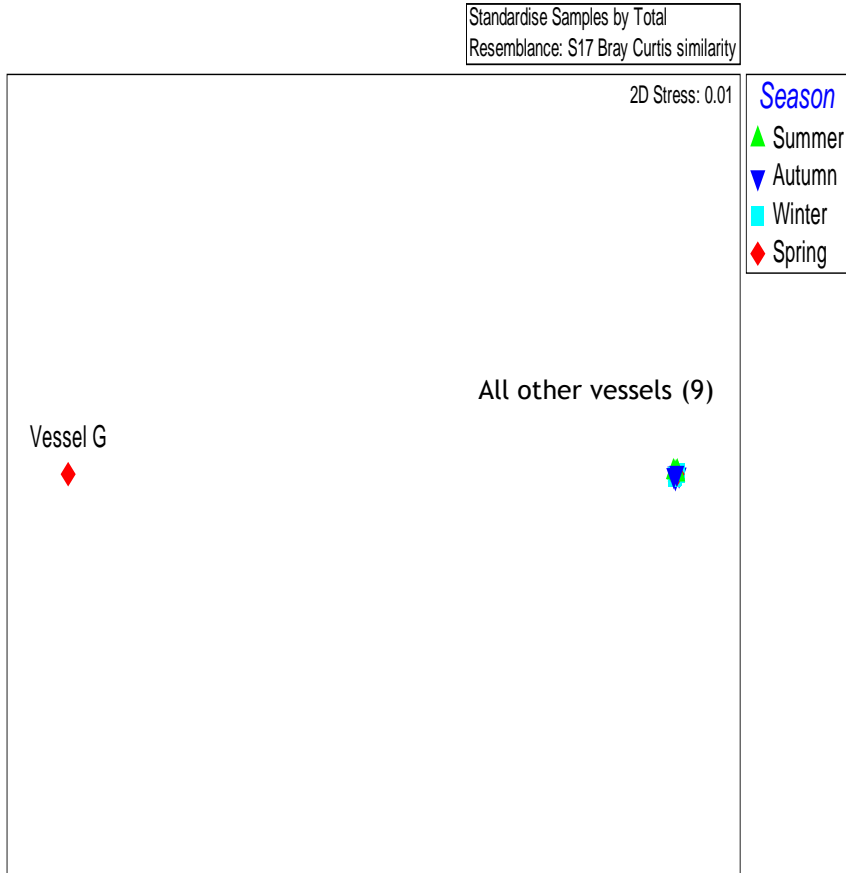 Standardise Samples by Total
Resemblance: S17 Bray Curtis similarity
2D Stress: 0.01
Season
Summer
Autumn
Winter
Spring
All other vessels (9)
Vessel G